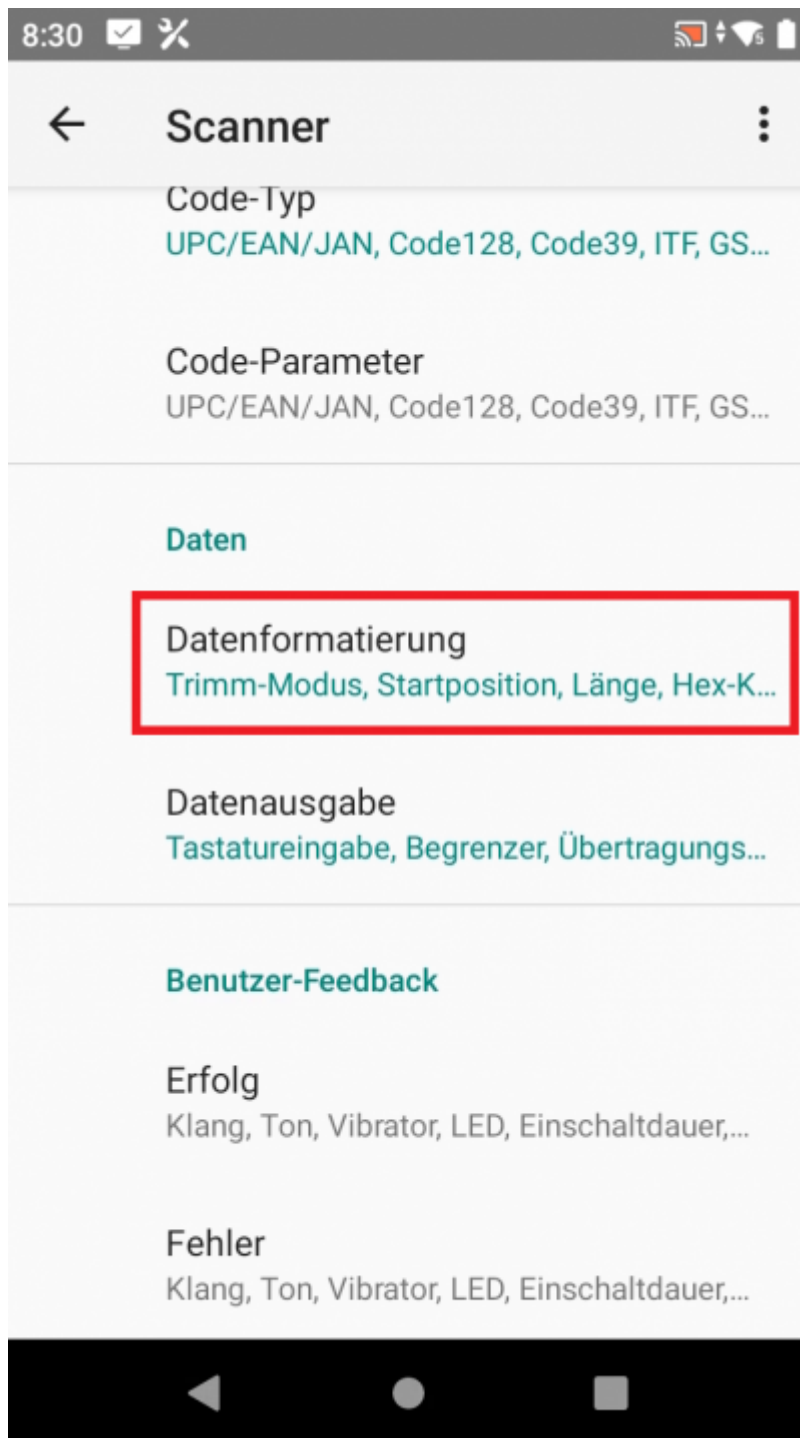 8:30
Scanner
Code-Typ
UPC/EAN/JAN, Code128, Code39, ITF, GS...
Code-Parameter
UPC/EAN/JAN, Code128, Code39, ITF, GS...
Daten
Datenformatierung
Trimm-Modus, Startposition, Länge, Hex-K...
Datenausgabe
Tastatureingabe, Begrenzer, Übertragungs...
Benutzer-Feedback
Erfolg
Klang, Ton, Vibrator, LED, Einschaltdauer,...
Fehler
Klang, Ton, Vibrator, LED, Einschaltdauer,...